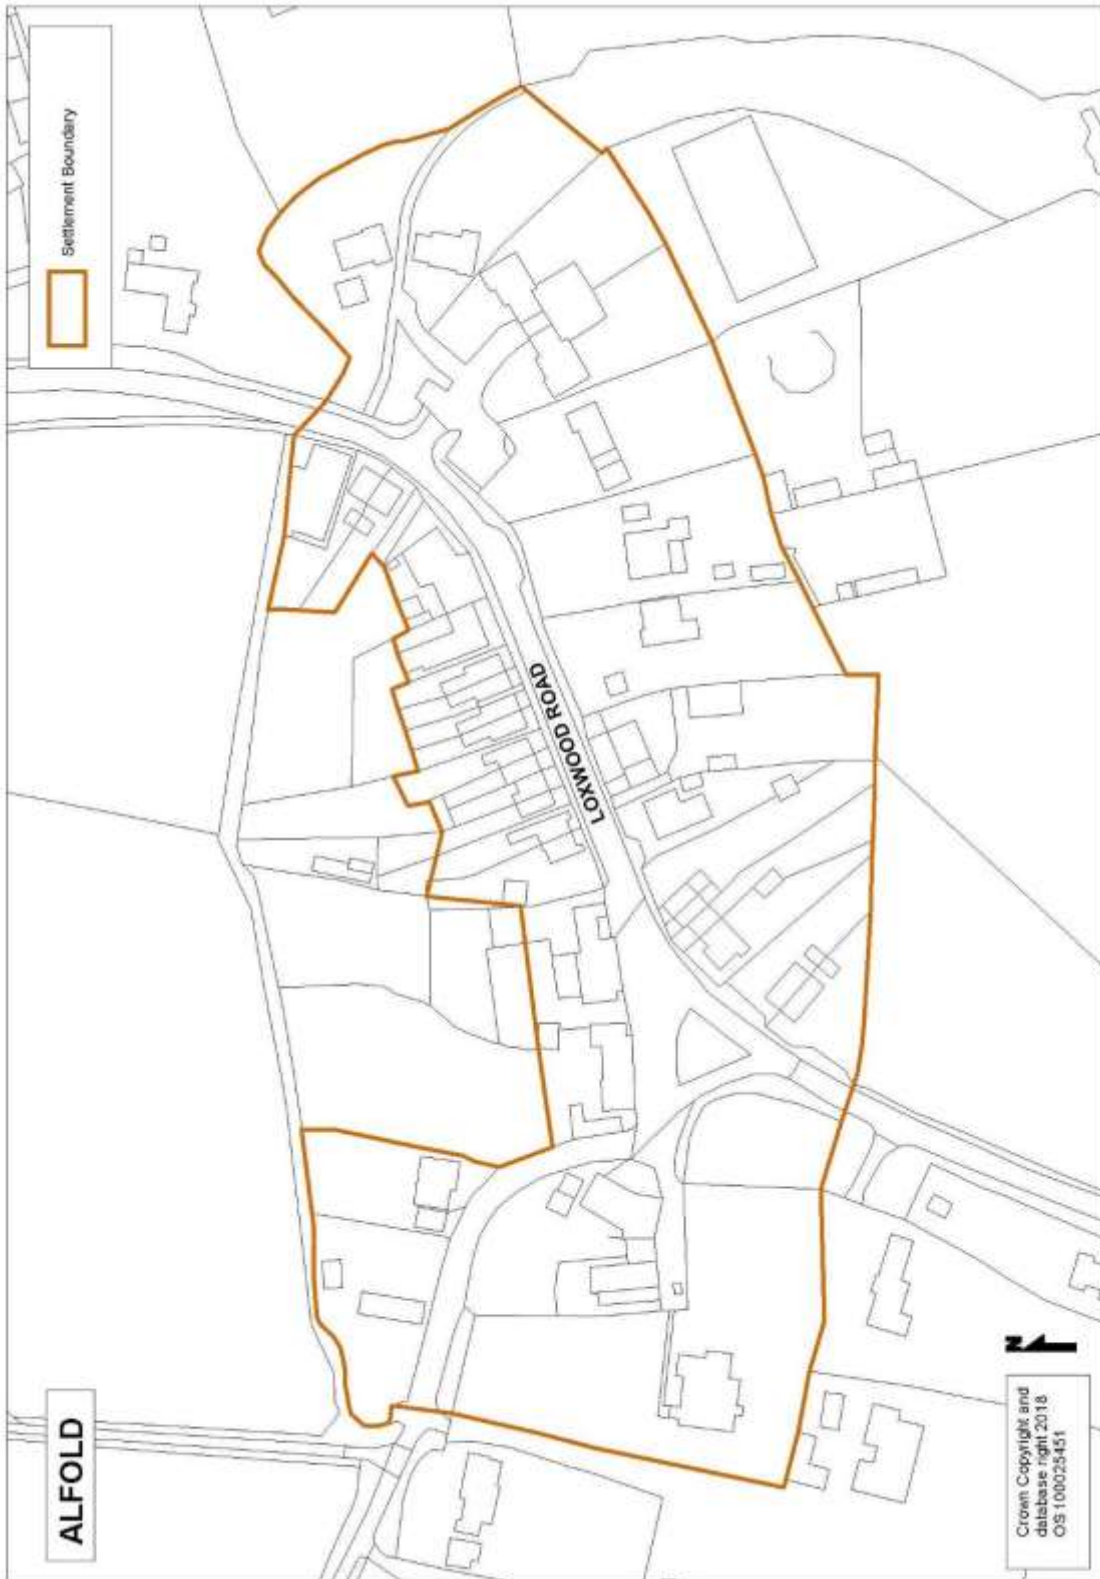 ALFOLD
Settlement Boundary
LOXWOOD ROAD
Crown Copyright and
database right 2018
OS 100025451
N